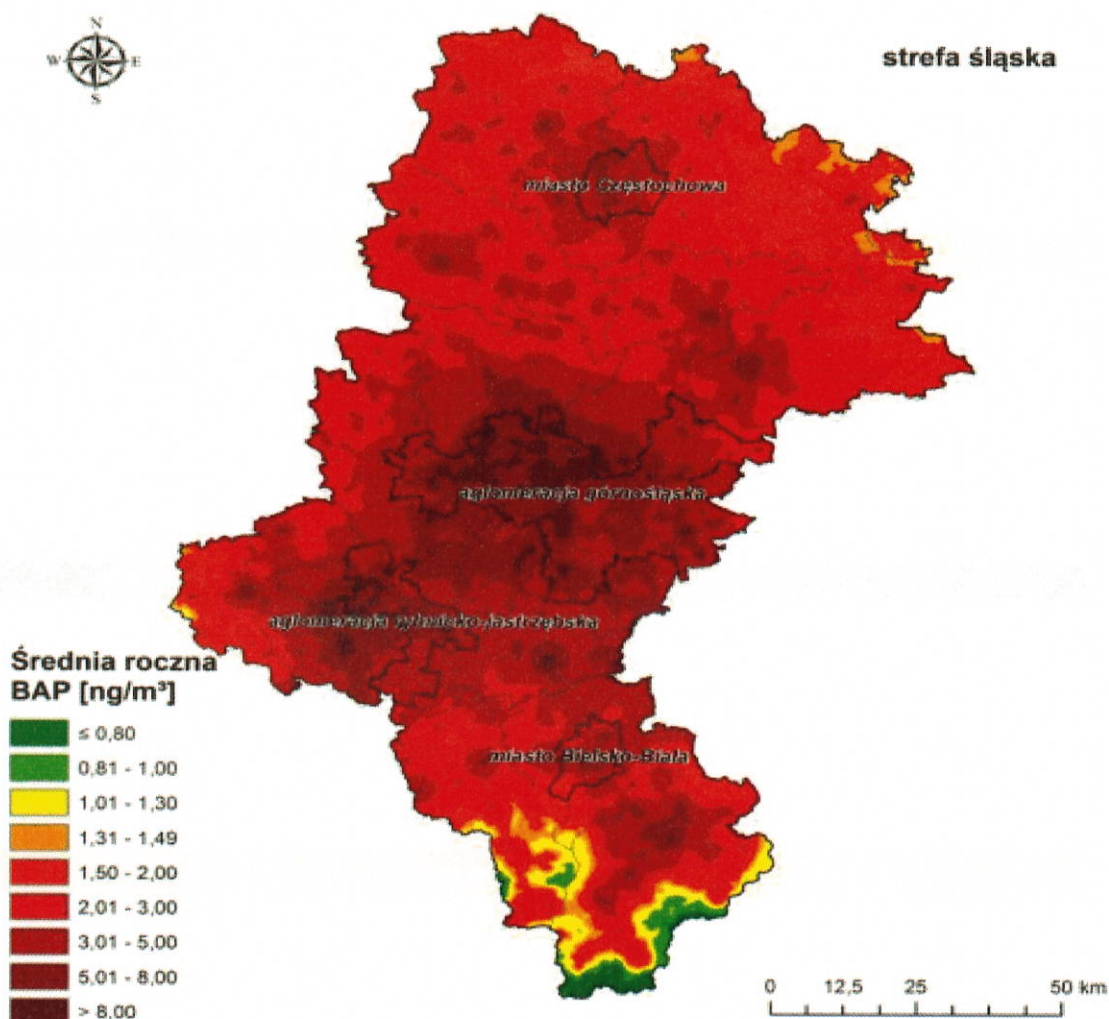 N
W E
S
strefa śląska
miasto Częstochowa
aglomeracja górnośląska
aglomeracja rybnicko-jastrzębska
miasto Bielsko-Biała
Średnia roczna
BAP [ng/m³]
≤ 0,80
0,81 - 1,00
1,01 - 1,30
1,31 - 1,49
1,50 - 2,00
2,01 - 3,00
3,01 - 5,00
5,01 - 8,00
> 8,00
0 12,5 25 50 km